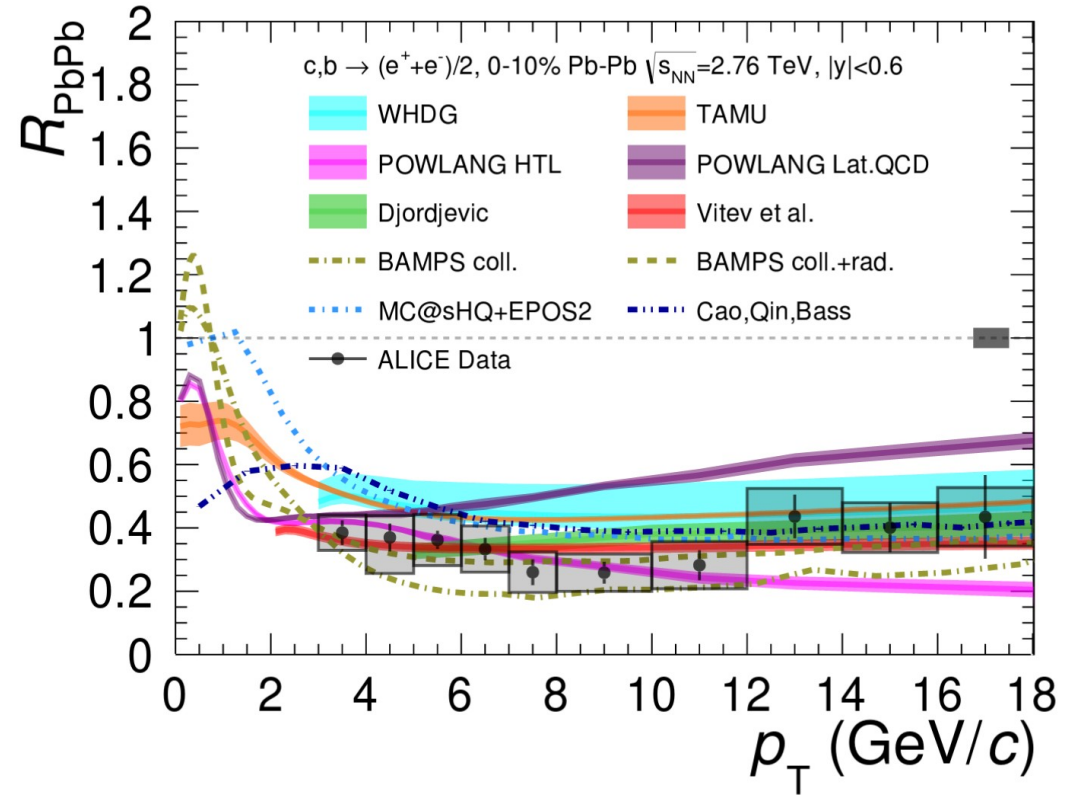 R_PbPb
2
1.8
1.6
1.4
1.2
1
0.8
0.6
0.4
0.2
0
c,b → (e⁺+e⁻)/2, 0-10% Pb-Pb √s_NN=2.76 TeV, |y|<0.6
WHDG TAMU
POWLANG HTL POWLANG Lat.QCD
Djordjevic Vitev et al.
BAMPS coll. BAMPS coll.+rad.
MC@sHQ+EPOS2 Cao,Qin,Bass
ALICE Data
0 2 4 6 8 10 12 14 16 18
p_T (GeV/c)